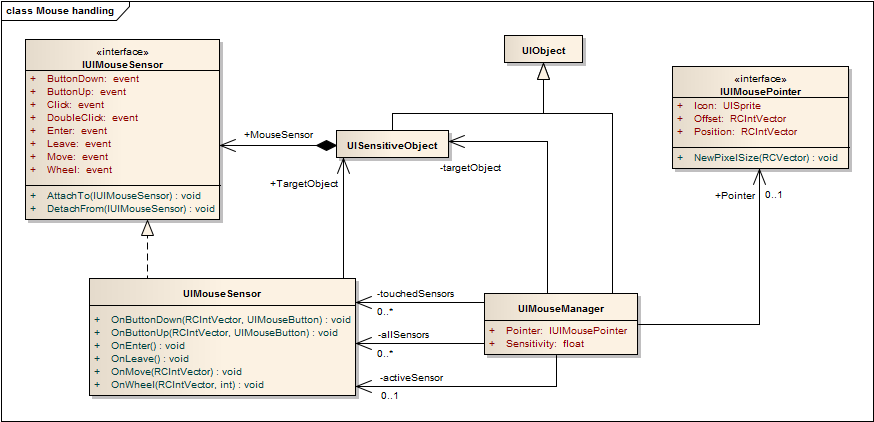 class Mouse handling
«interface»
IUIMouseSensor
+ ButtonDown: event
+ ButtonUp: event
+ Click: event
+ DoubleClick: event
+ Enter: event
+ Leave: event
+ Move: event
+ Wheel: event
+ AttachTo(IUIMouseSensor) : void
+ DetachFrom(IUIMouseSensor) : void
UIObject
«interface»
IUIMousePointer
+ Icon: UISprite
+ Offset: RCIntVector
+ Position: RCIntVector
+ NewPixelSize(RCVector) : void
+MouseSensor
UISensitiveObject
-targetObject
+TargetObject
+Pointer
0..1
UIMouseSensor
+ OnButtonDown(RCIntVector, UIMouseButton) : void
+ OnButtonUp(RCIntVector, UIMouseButton) : void
+ OnEnter() : void
+ OnLeave() : void
+ OnMove(RCIntVector) : void
+ OnWheel(RCIntVector, int) : void
-touchedSensors
0..*
-allSensors
0..*
-activeSensor
0..1
UIMouseManager
+ Pointer: IUIMousePointer
+ Sensitivity: float